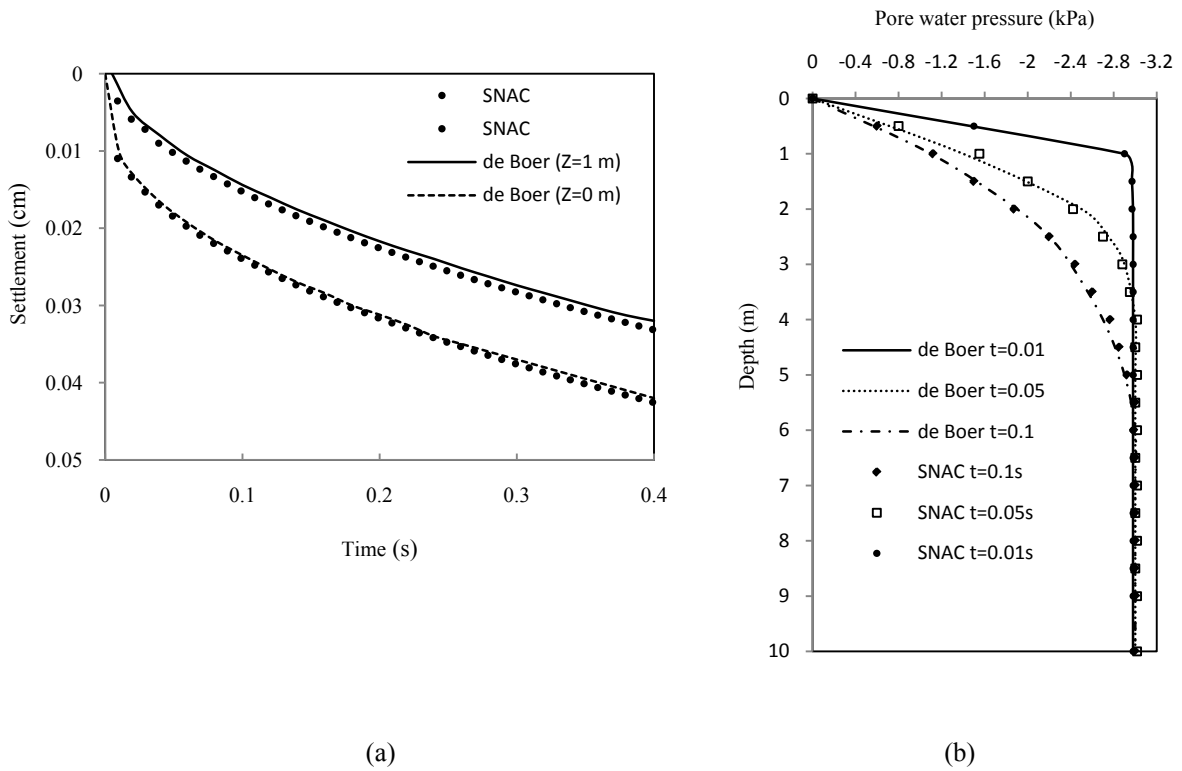 0
0.01
0.02
0.03
0.04
0.05
0 0.1 0.2 0.3 0.4
Settlement (cm)
Time (s)
SNAC
SNAC
de Boer (Z=1 m)
de Boer (Z=0 m)
(a)
Pore water pressure (kPa)
0 -0.4 -0.8 -1.2 -1.6 -2 -2.4 -2.8 -3.2
0
1
2
3
4
5
6
7
8
9
10
Depth (m)
de Boer t=0.01
de Boer t=0.05
de Boer t=0.1
SNAC t=0.1s
SNAC t=0.05s
SNAC t=0.01s
(b)